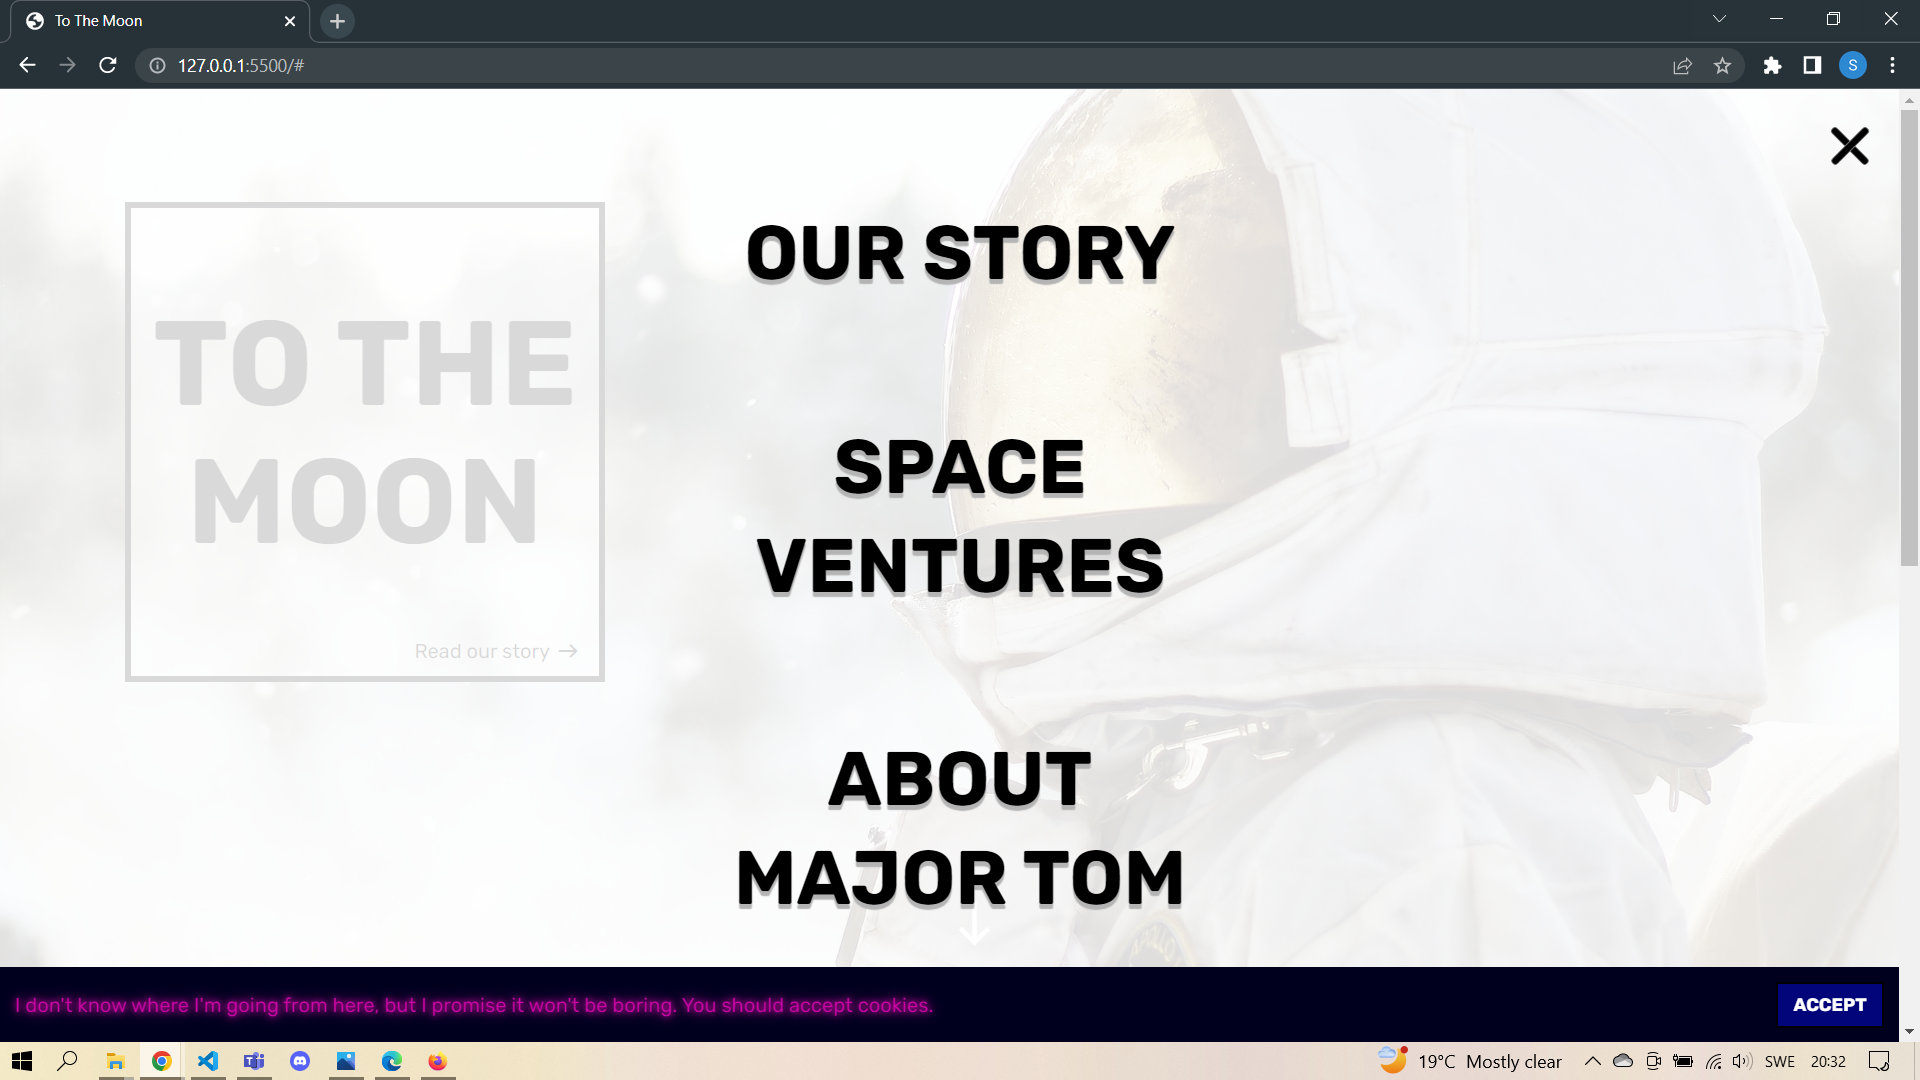 To The Moon
127.0.0.1:5500/#
S
OUR STORY
TO THE
MOON
SPACE
VENTURES
Read our story →
ABOUT
MAJOR TOM
I don't know where I'm going from here, but I promise it won't be boring. You should accept cookies.
ACCEPT
19°C Mostly clear
SWE
20:32